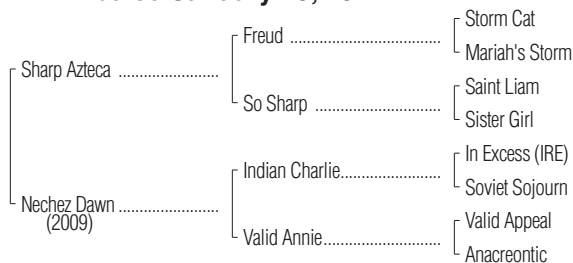 Storm Cat
Freud
Mariah's Storm
Sharp Azteca
Saint Liam
So Sharp
Sister Girl
In Excess (IRE)
Indian Charlie
Soviet Sojourn
Nechez Dawn
(2009)
Valid Appeal
Valid Annie
Anacreontic